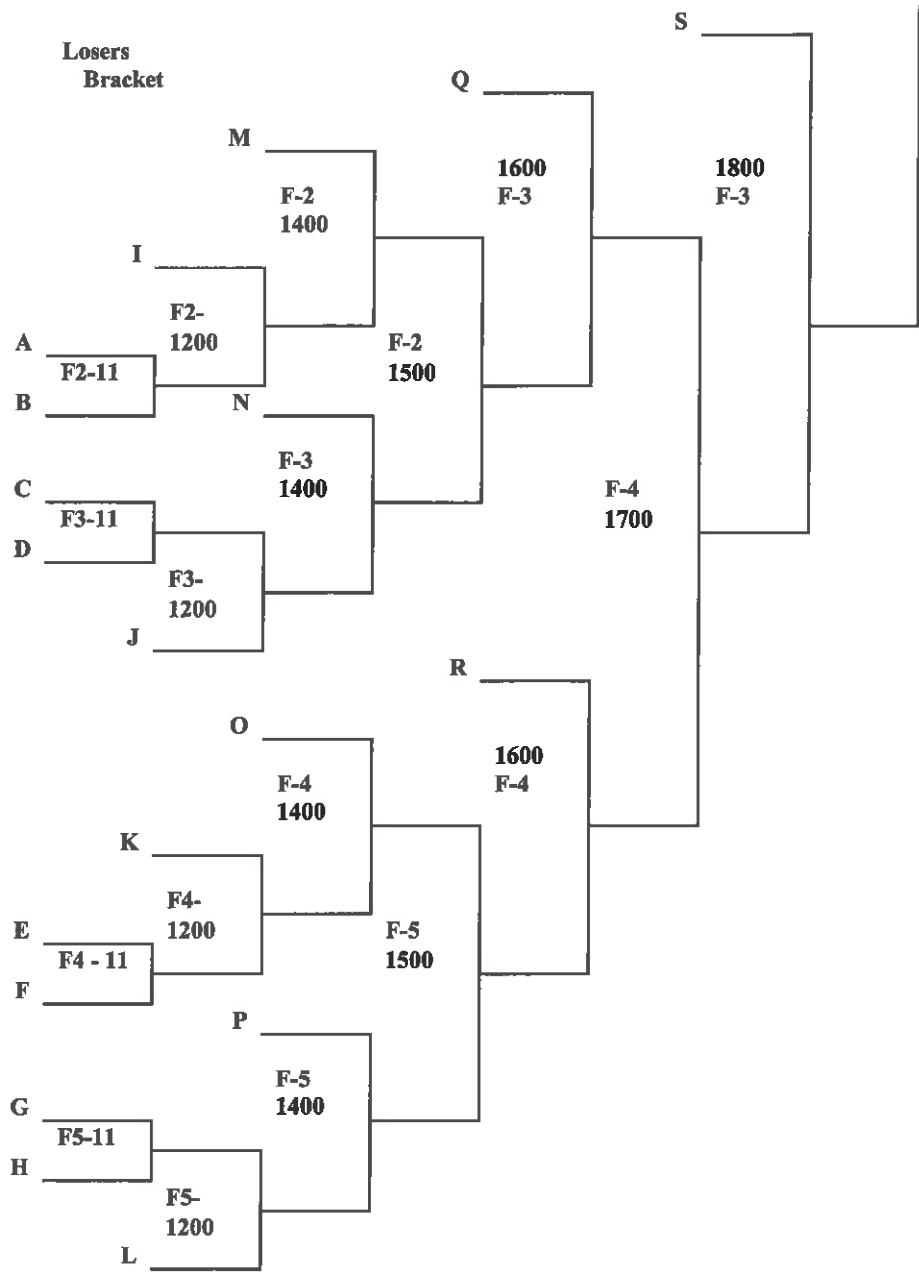 Losers
Bracket
S
Q
M
1600
F-3
1800
F-3
F-2
1400
I
F2-
1200
A
F2-11
F-2
1500
B
N
F-3
1400
C
F3-11
F-4
1700
D
F3-
1200
J
R
O
1600
F-4
F-4
1400
K
F4-
1200
E
F4 - 11
F-5
1500
F
P
F-5
1400
G
F5-11
H
F5-
1200
L